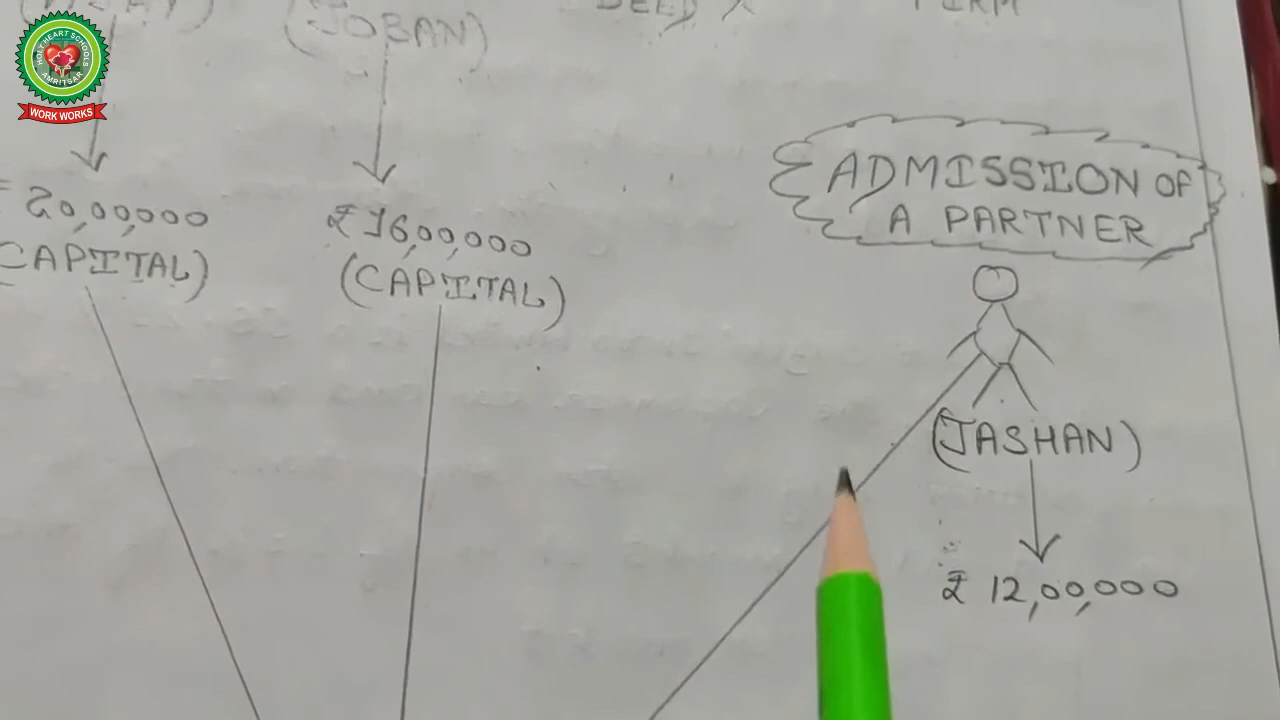 HOLY HEART SCHOOLS
AMRITSAR
WORK WORKS
(JOBAN)
20,00,000
(CAPITAL)
₹ 16,00,000
(CAPITAL)
ADMISSION OF
A PARTNER
(JASHAN)
₹ 12,00,000